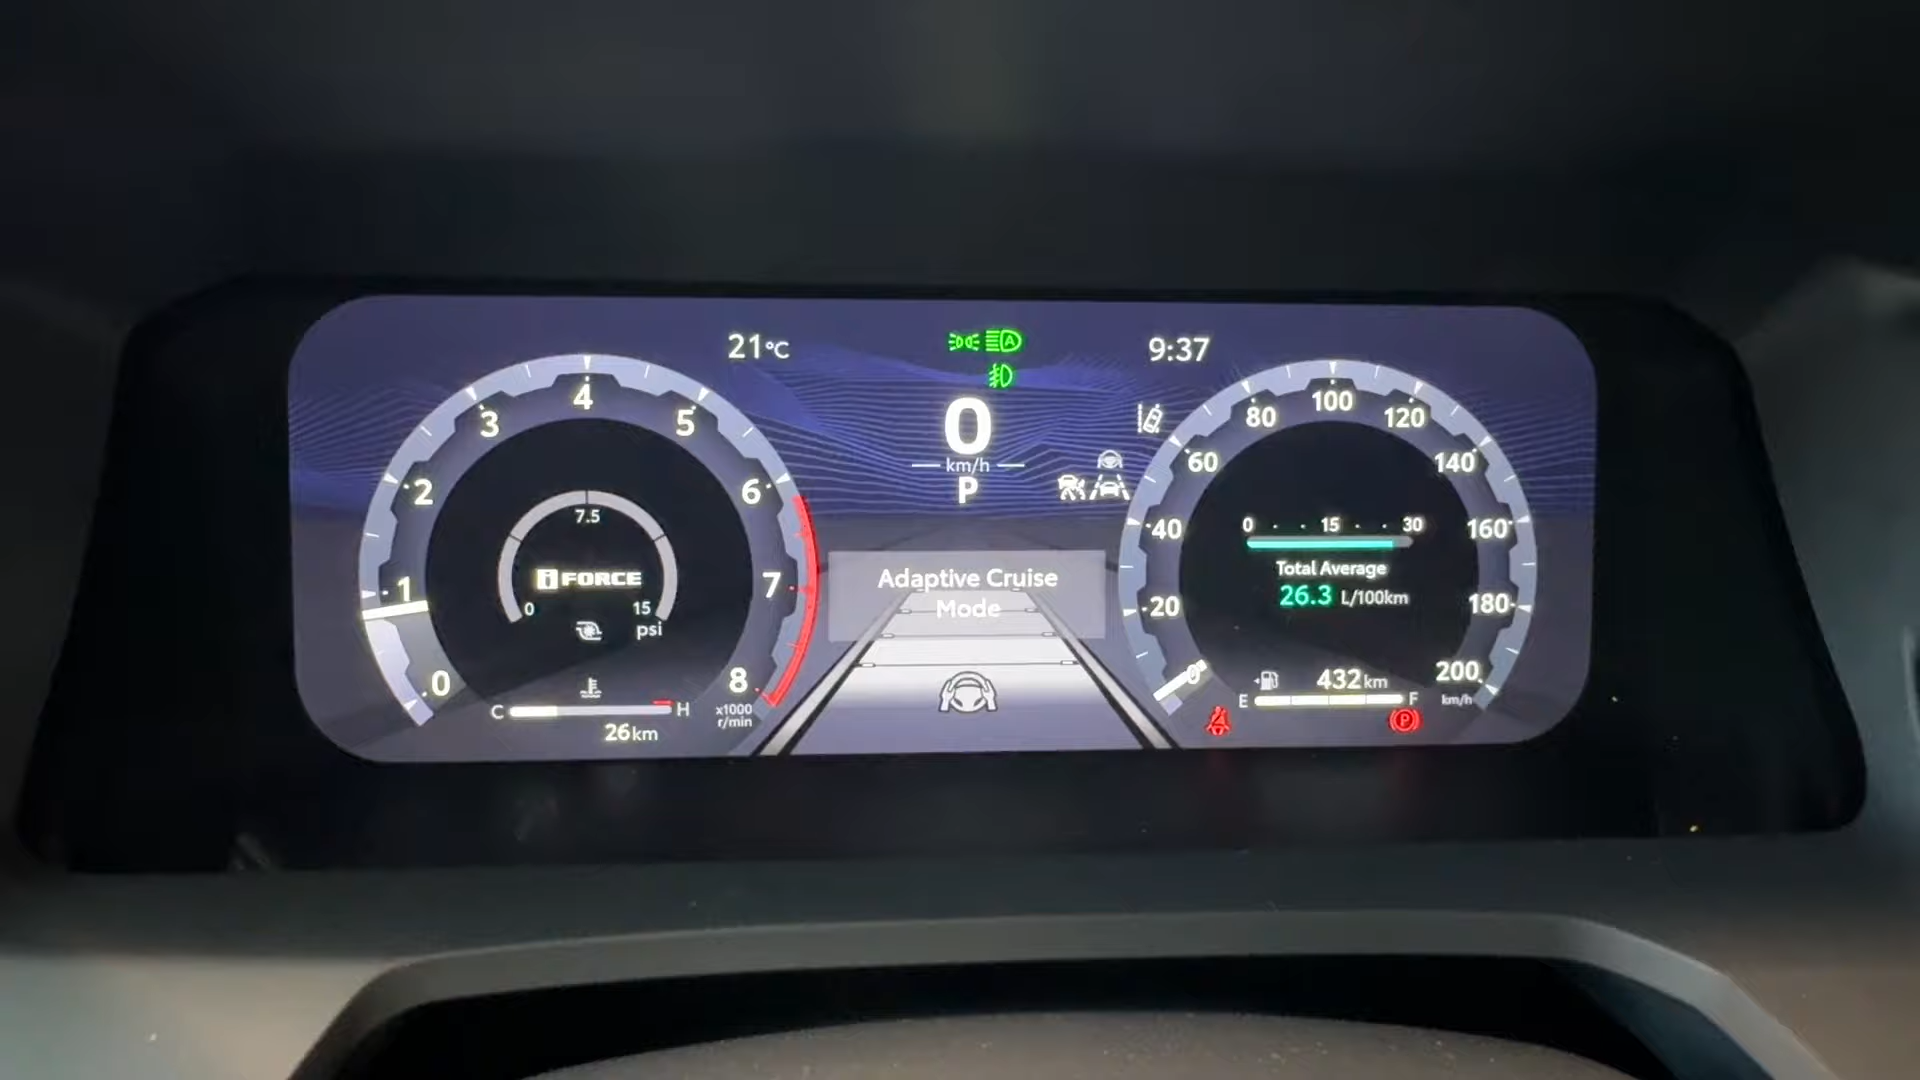 21°C
9:37
0
km/h
P
0
1
2
3
4
5
6
7
8
x1000
r/min
7.5
i FORCE
0
15
psi
C
H
26km
Adaptive Cruise
Mode
0
20
40
60
80
100
120
140
160
180
200
km/h
0 . . 15 . . 30
Total Average
26.3 L/100km
432km
E
F
A
P